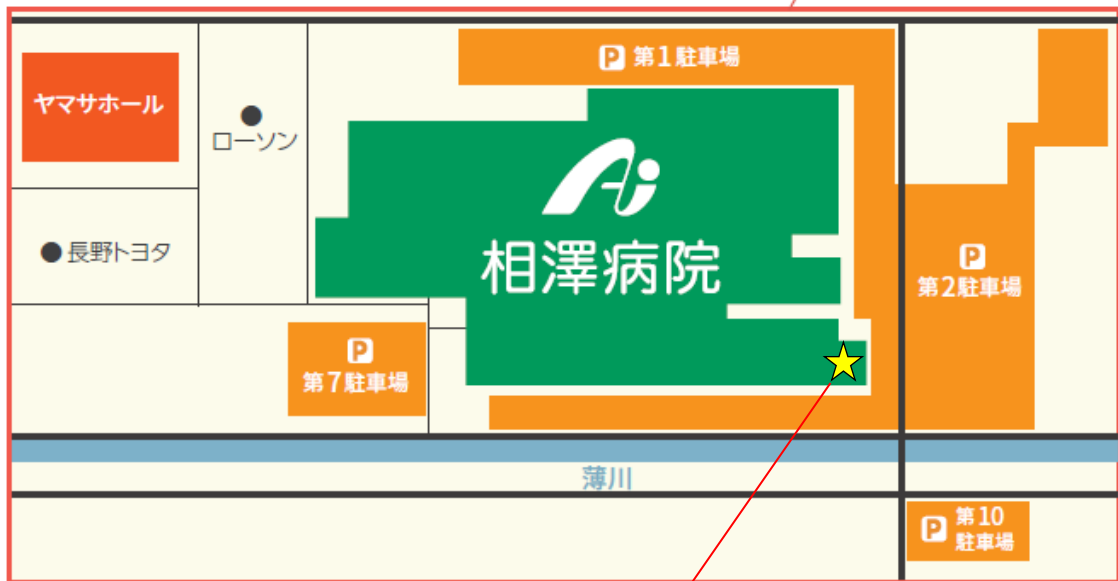 P 第1駐車場
ヤマサホール
ローソン
Ai
相澤病院
長野トヨタ
P
第2駐車場
P
第7駐車場
薄川
P 第10
駐車場